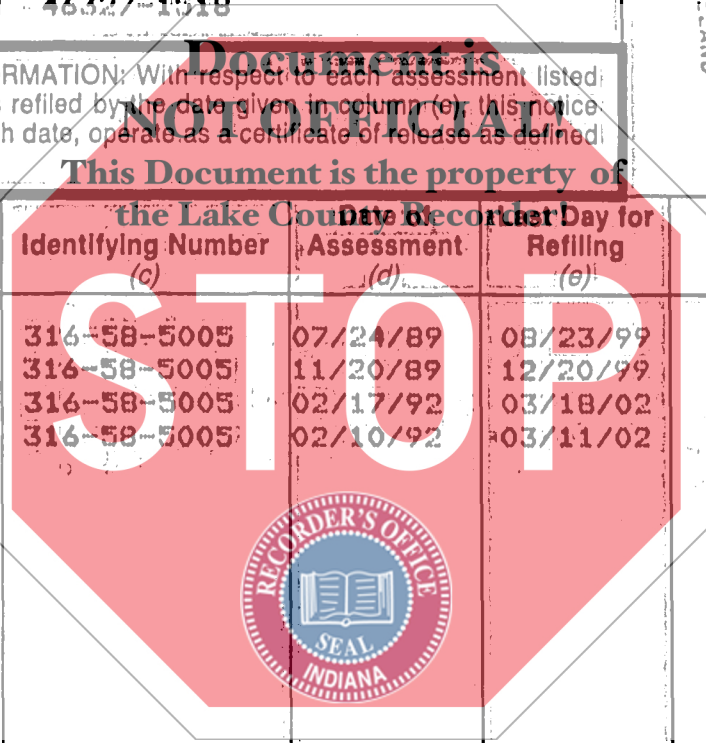 Document is
RMATION: With respect to each assessment listed
refiled by the date given in column (e), this notice
NOT OFFICIAL!
h date, operate as a certificate of release as defined
This Document is the property of
the Lake County Recorder!
Identifying Number
(c)
Date of
Assessment
(d)
Last Day for
Refiling
(e)
316-58-5005 07/24/89 08/23/99
316-58-5005 11/20/89 12/20/99
316-58-5005 02/17/92 03/18/02
316-58-5005 02/10/92 03/11/02
STOP
RECORDER'S OFFICE
SEAL
INDIANA